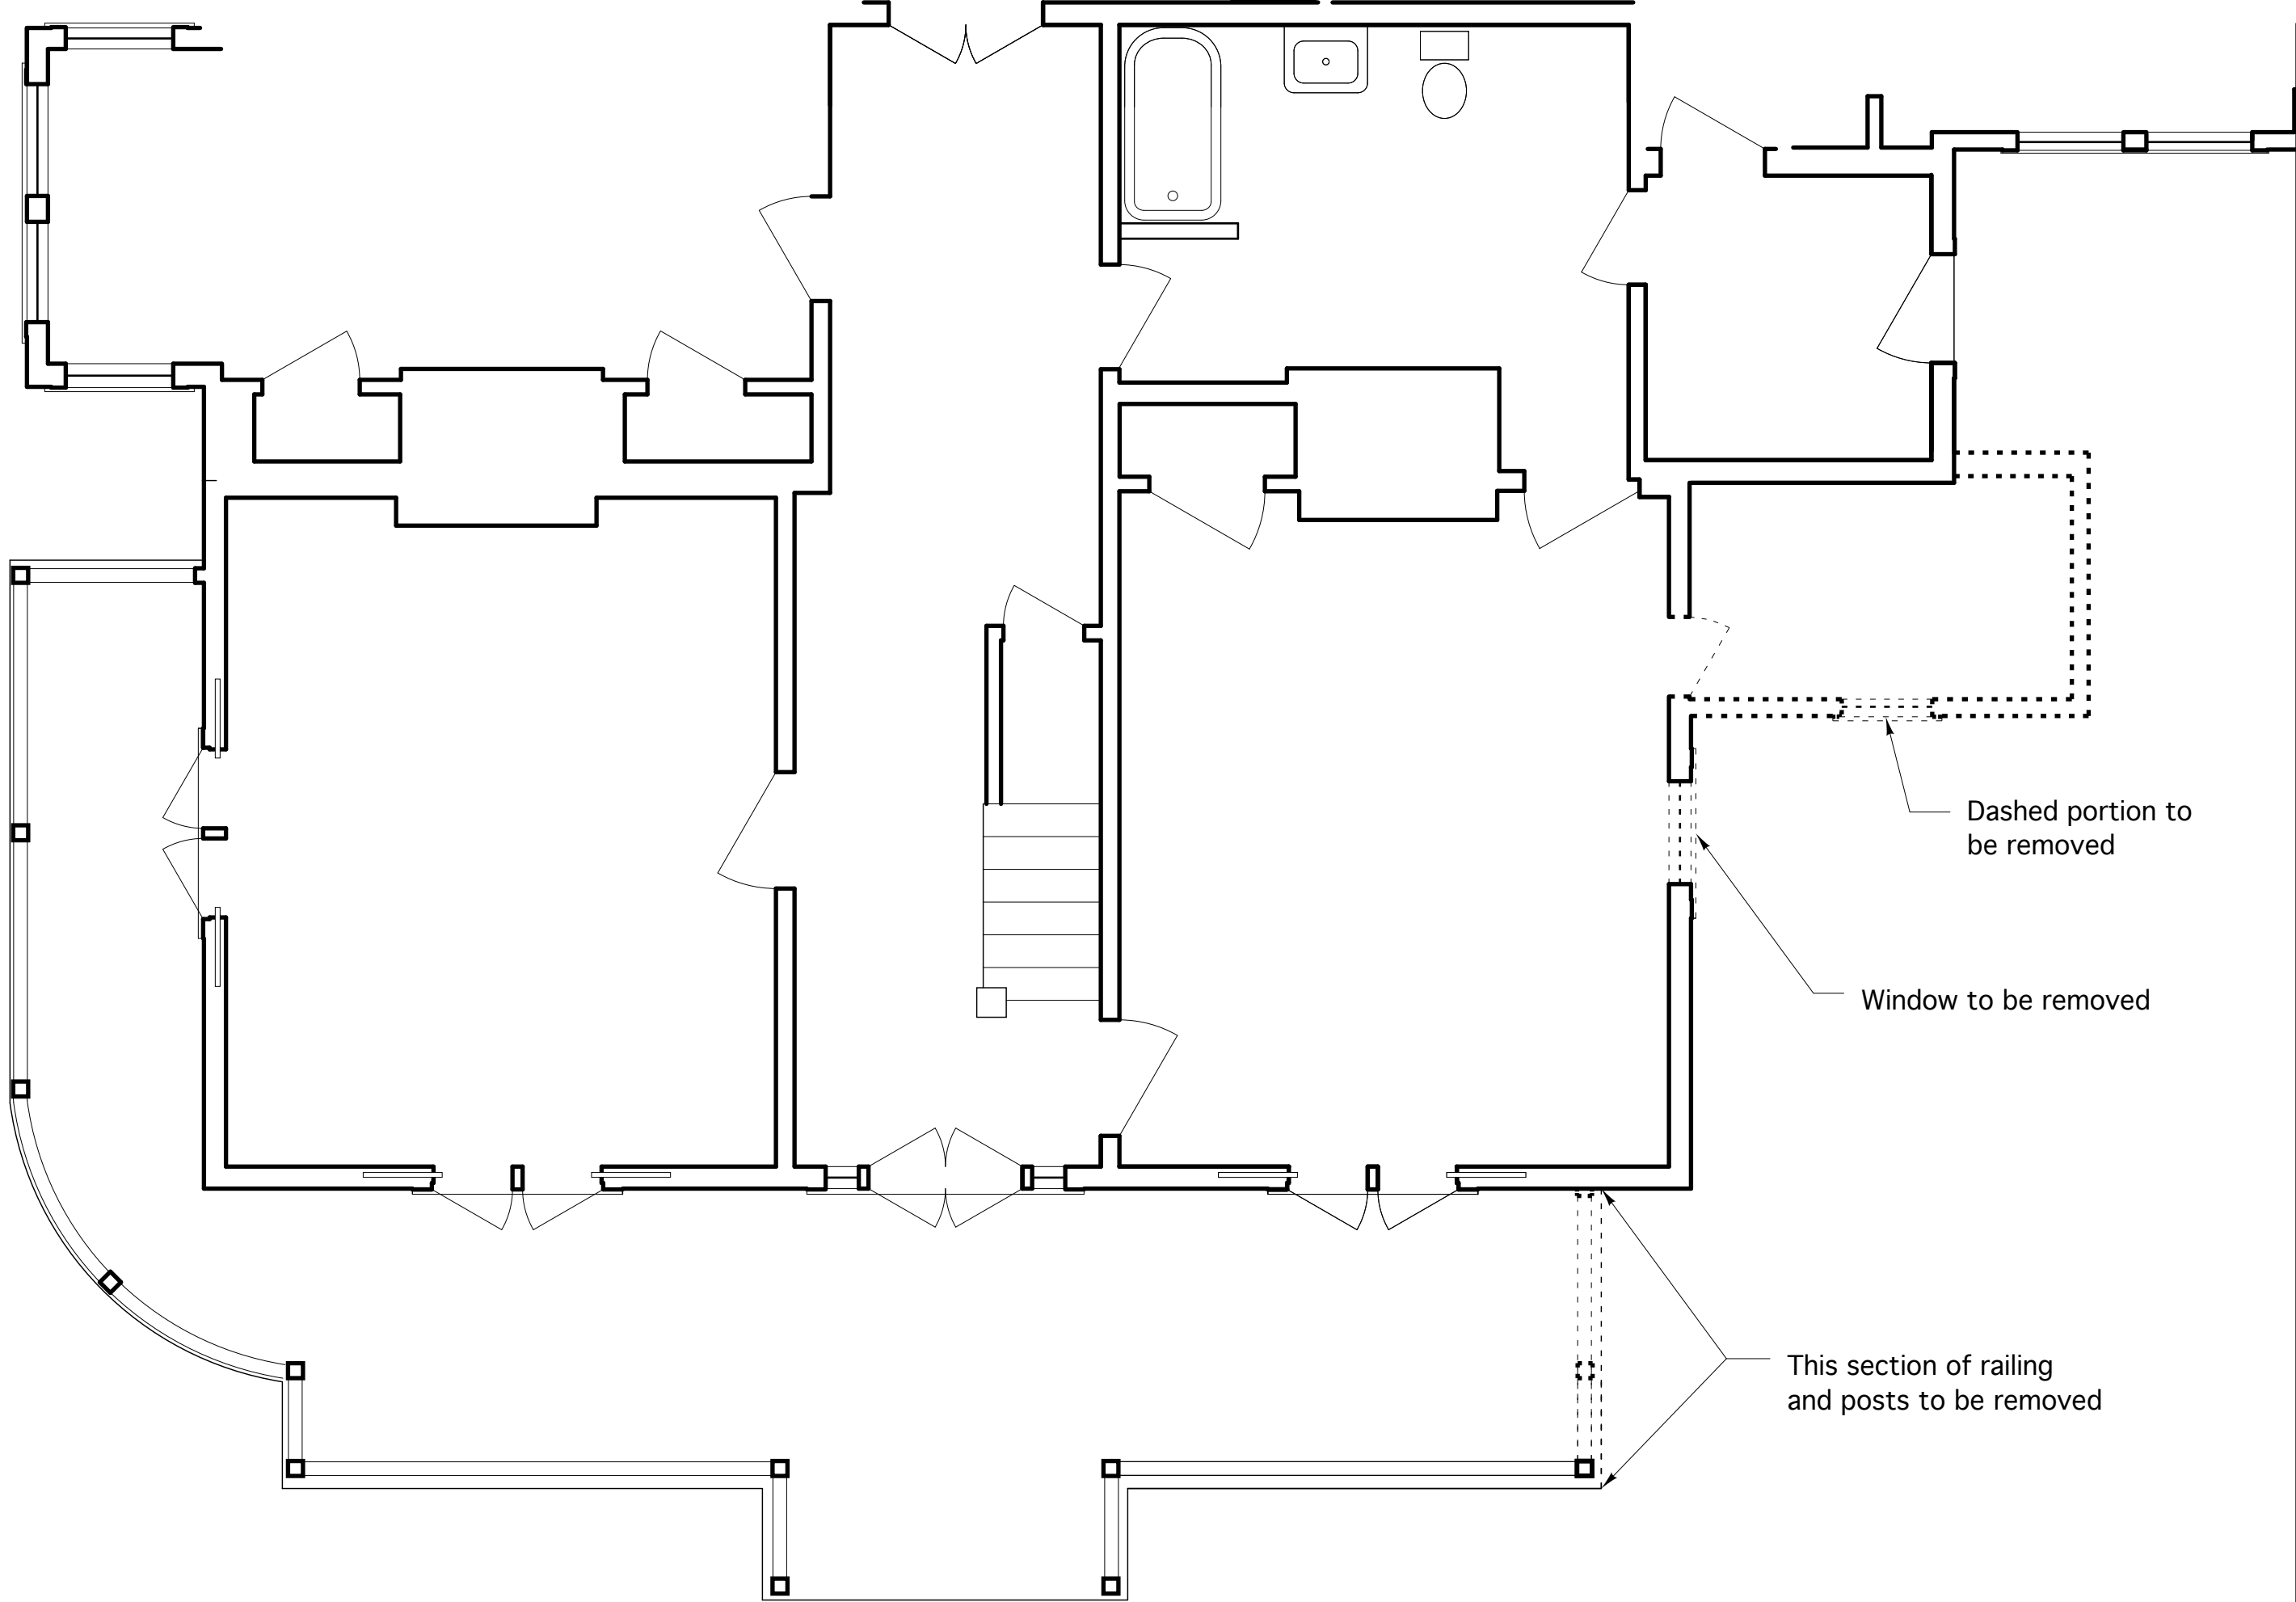 Dashed portion to
be removed
Window to be removed
This section of railing
and posts to be removed